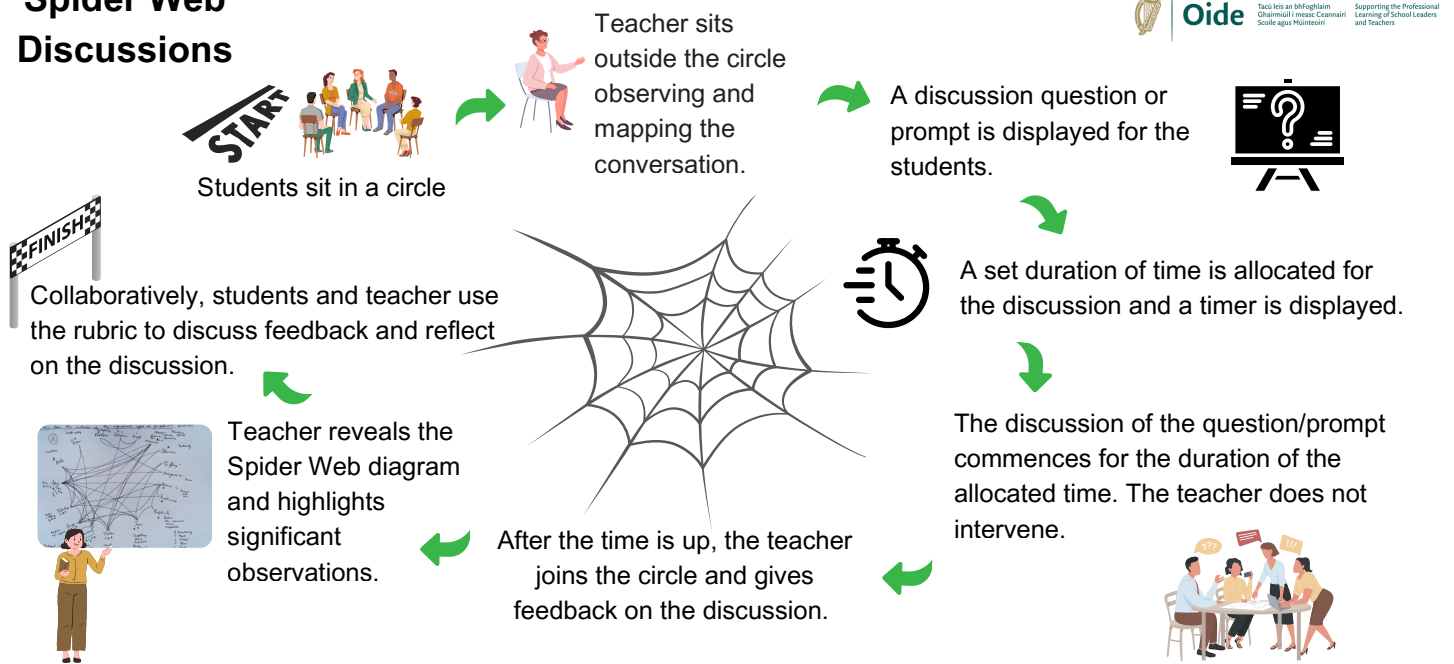 Spider Web
Discussions
Oide
Tacú leis an bhFoghlaim
Ghairmiúil i measc Ceannairí
Scoile agus Múinteoirí
Supporting the Professional
Learning of School Leaders
and Teachers
START
Students sit in a circle
Teacher sits
outside the circle
observing and
mapping the
conversation.
A discussion question or
prompt is displayed for the
students.
?
A set duration of time is allocated for
the discussion and a timer is displayed.
The discussion of the question/prompt
commences for the duration of the
allocated time. The teacher does not
intervene.
???
!!!
After the time is up, the teacher
joins the circle and gives
feedback on the discussion.
Teacher reveals the
Spider Web diagram
and highlights
significant
observations.
A
FINISH
Collaboratively, students and teacher use
the rubric to discuss feedback and reflect
on the discussion.